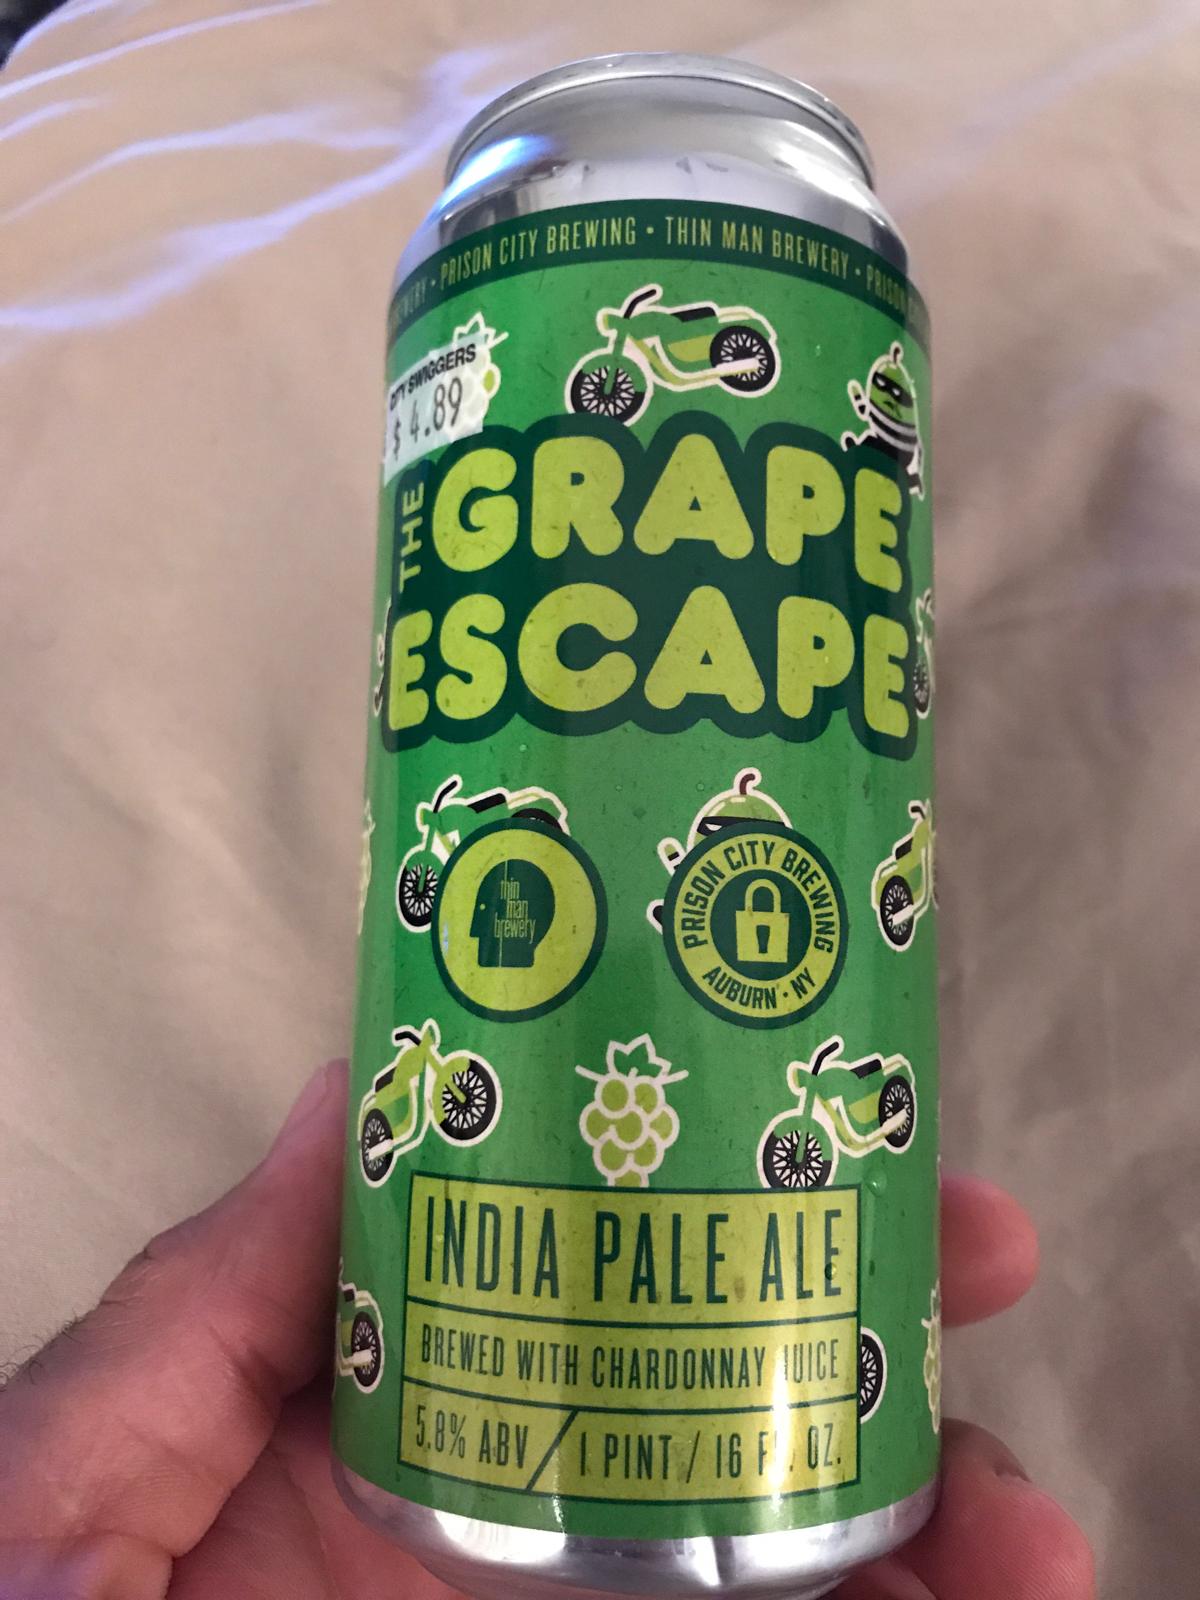 PRISON CITY BREWING • THIN MAN BREWERY • PRISON
CITY SWIGGERS
$ 4.89
THE
GRAPE
ESCAPE
thin
man
brewery
PRISON CITY BREWING
AUBURN • NY
INDIA PALE ALE
BREWED WITH CHARDONNAY JUICE
5.8% ABV / 1 PINT / 16 FL. OZ.